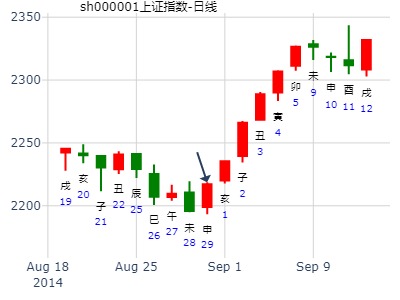 sh000001上证指数-日线
2350
2300
2250
2200
戌
19
亥
20
子
21
丑
22
辰
25
巳
26
午
27
未
28
申
29
亥
1
子
2
丑
3
寅
4
卯
5
未
9
申
10
酉
11
戌
12
Aug 18
2014
Aug 25
Sep 1
Sep 9